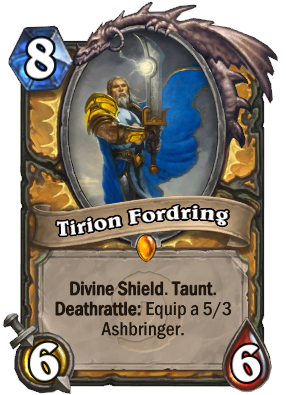 8
Tirion Fordring
Divine Shield. Taunt.
Deathrattle: Equip a 5/3
Ashbringer.
6
6